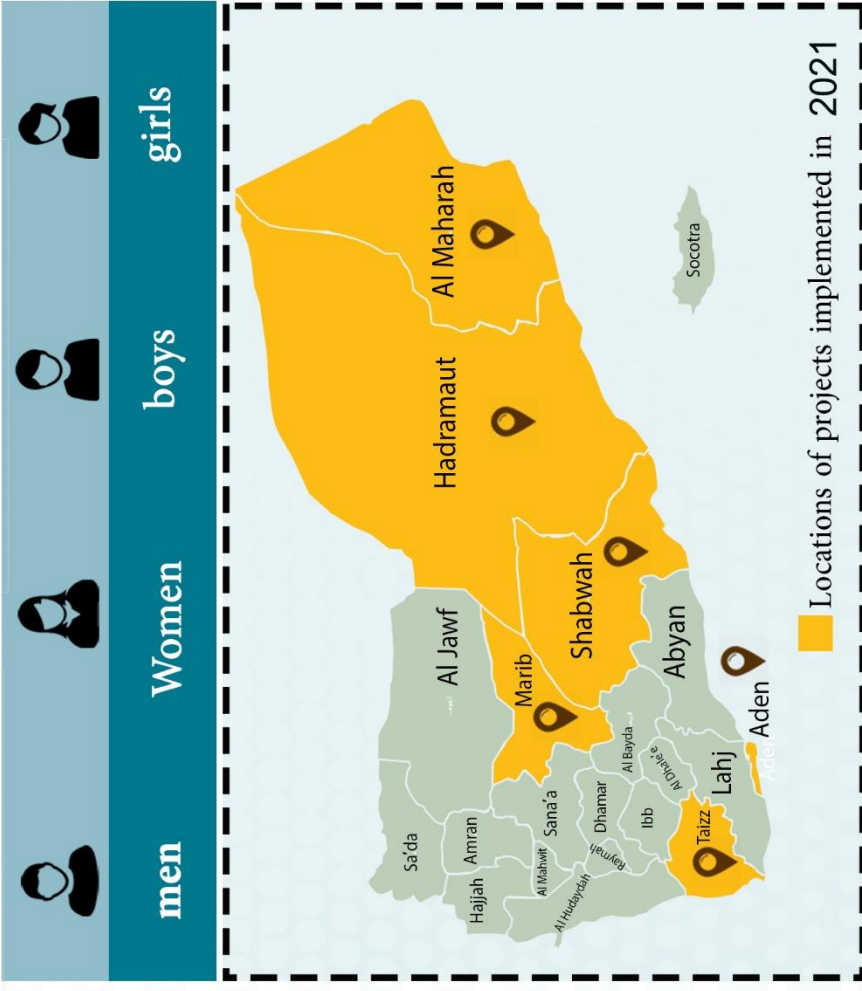 men
Women
boys
girls
Sa'da
Al Jawf
Hadramaut
Al Maharah
Hajjah
Amran
Marib
Al Mahwit
Sana'a
Shabwah
Al Hudaydah
Raymah
Dhamar
Al Bayda
Ibb
Al Dhale'e
Abyan
Taizz
Lahj
Aden
Aden
Socotra
Locations of projects implemented in 2021